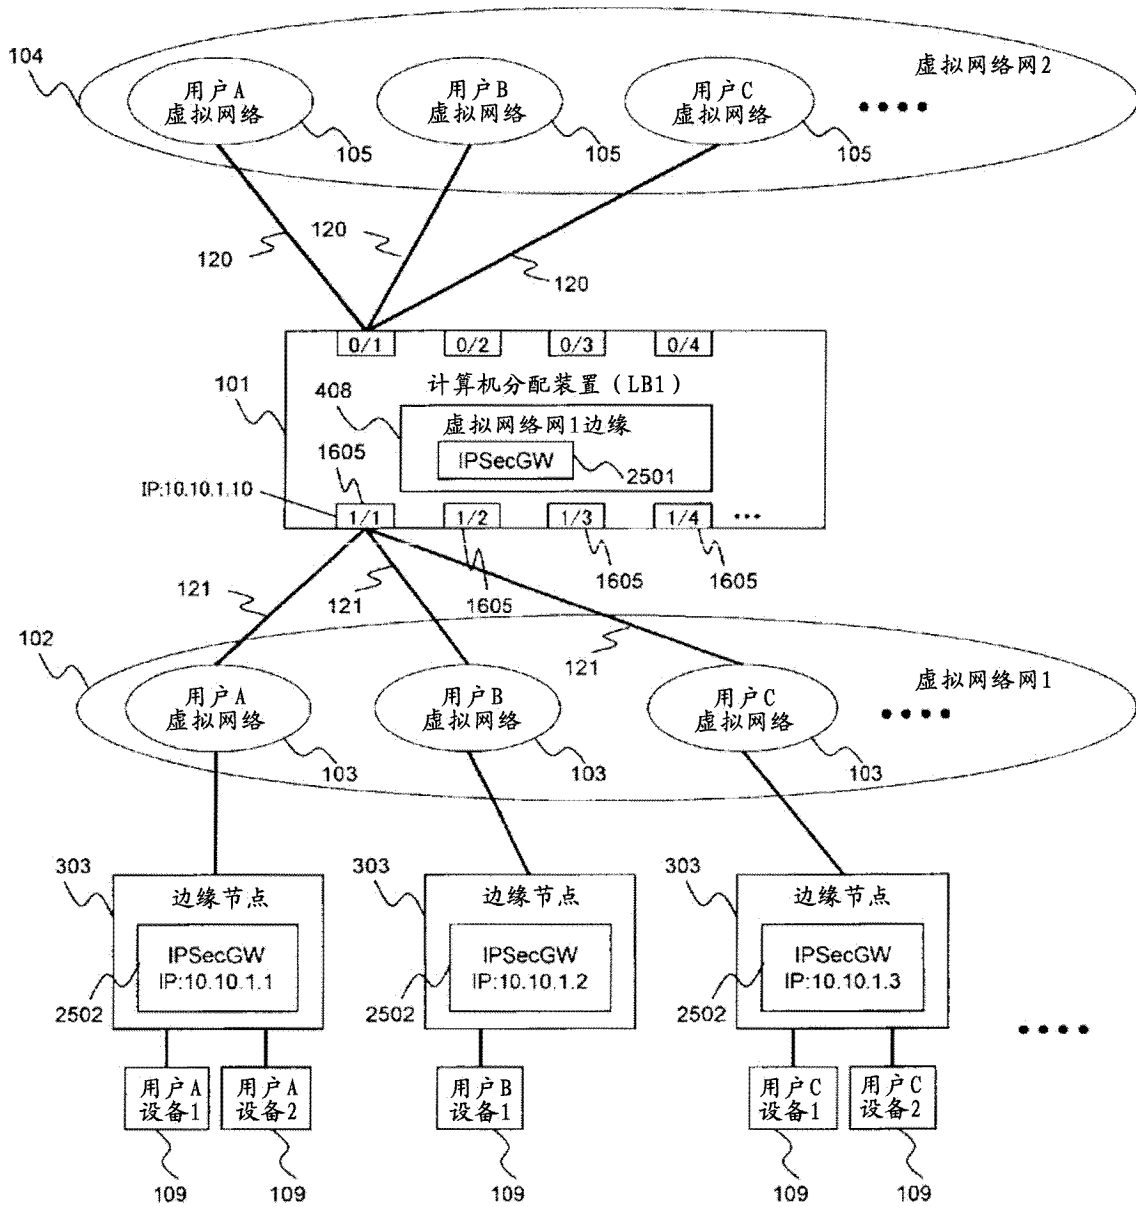 104
虚拟网络网2
用户A
虚拟网络
用户B
虚拟网络
用户C
虚拟网络
105
105
105
120
120
120
0/1
0/2
0/3
0/4
101
计算机分配装置(LB1)
408
虚拟网络网1边缘
IPSecGW
2501
1605
IP:10.10.1.10
1/1
1/2
1/3
1/4
1605
1605
1605
121
121
121
102
虚拟网络网1
用户A
虚拟网络
用户B
虚拟网络
用户C
虚拟网络
103
103
103
303
边缘节点
IPSecGW
IP:10.10.1.1
2502
303
边缘节点
IPSecGW
IP:10.10.1.2
2502
303
边缘节点
IPSecGW
IP:10.10.1.3
2502
用户A
设备1
用户A
设备2
用户B
设备1
用户C
设备1
用户C
设备2
109
109
109
109
109